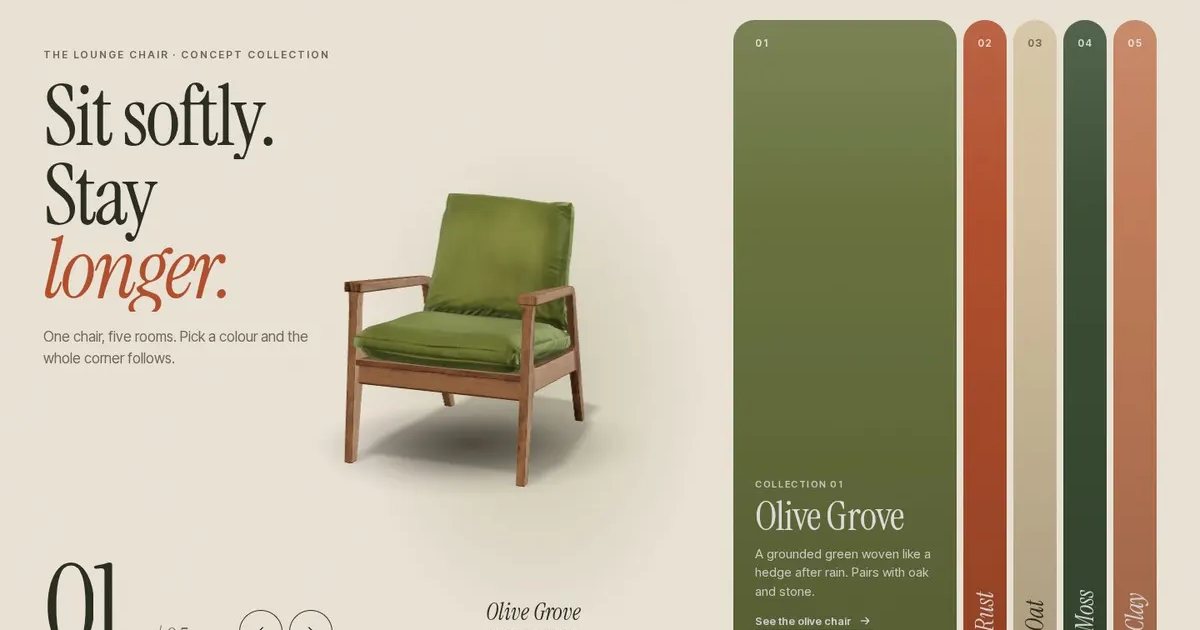 THE LOUNGE CHAIR · CONCEPT COLLECTION
Sit softly.
Stay
longer.
One chair, five rooms. Pick a colour and the
whole corner follows.
01
/ 05
Olive Grove
01
COLLECTION 01
Olive Grove
A grounded green woven like a
hedge after rain. Pairs with oak
and stone.
See the olive chair →
02
Rust
03
Oat
04
Moss
05
Clay